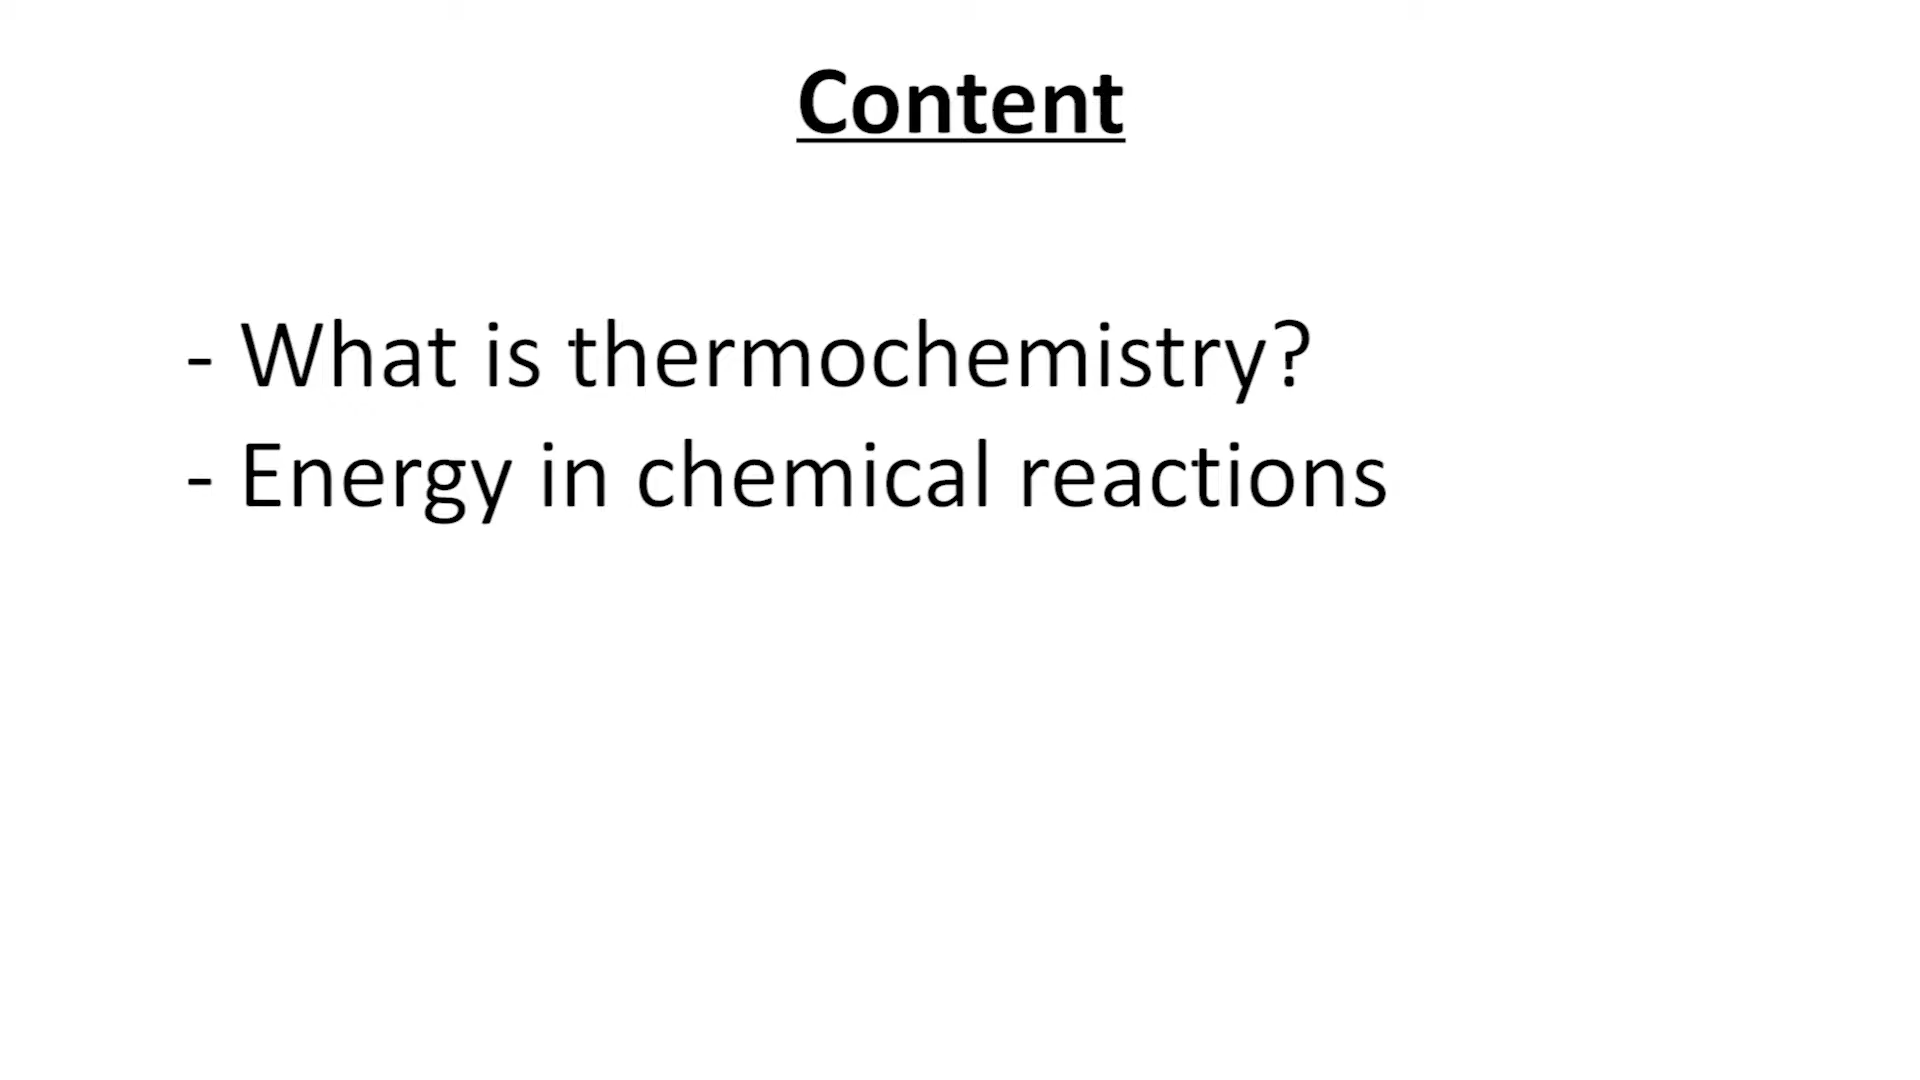 Content
- What is thermochemistry?
- Energy in chemical reactions